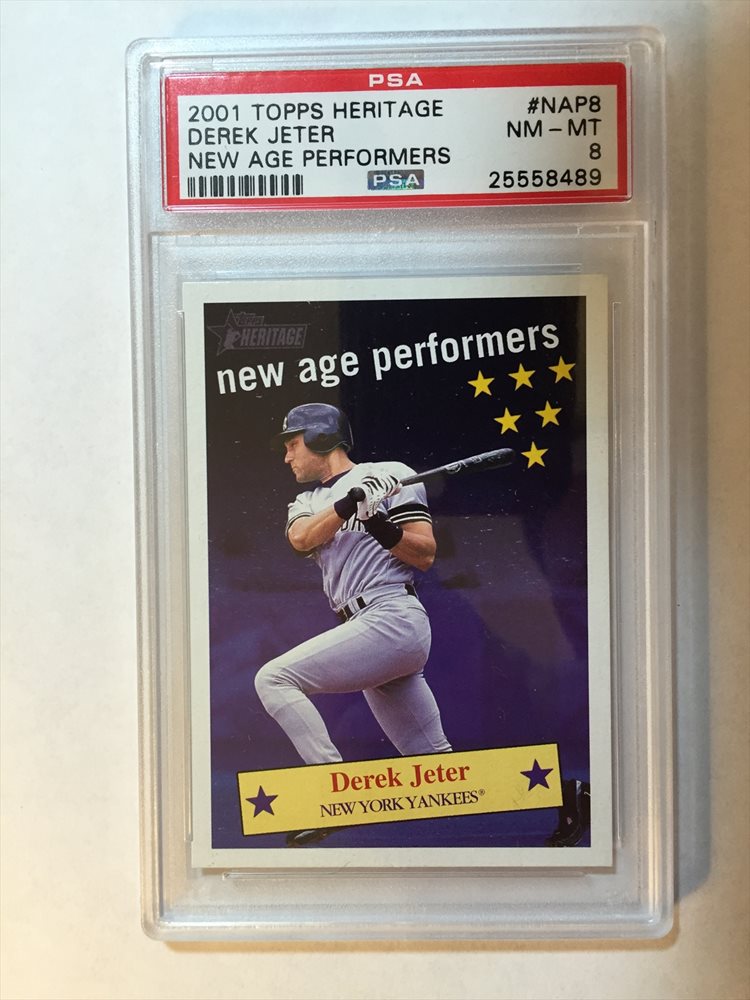 PSA
2001 TOPPS HERITAGE #NAP8
DEREK JETER NM – MT
NEW AGE PERFORMERS 8
PSA 25558489
Topps
HERITAGE
new age performers
Derek Jeter
NEW YORK YANKEES®